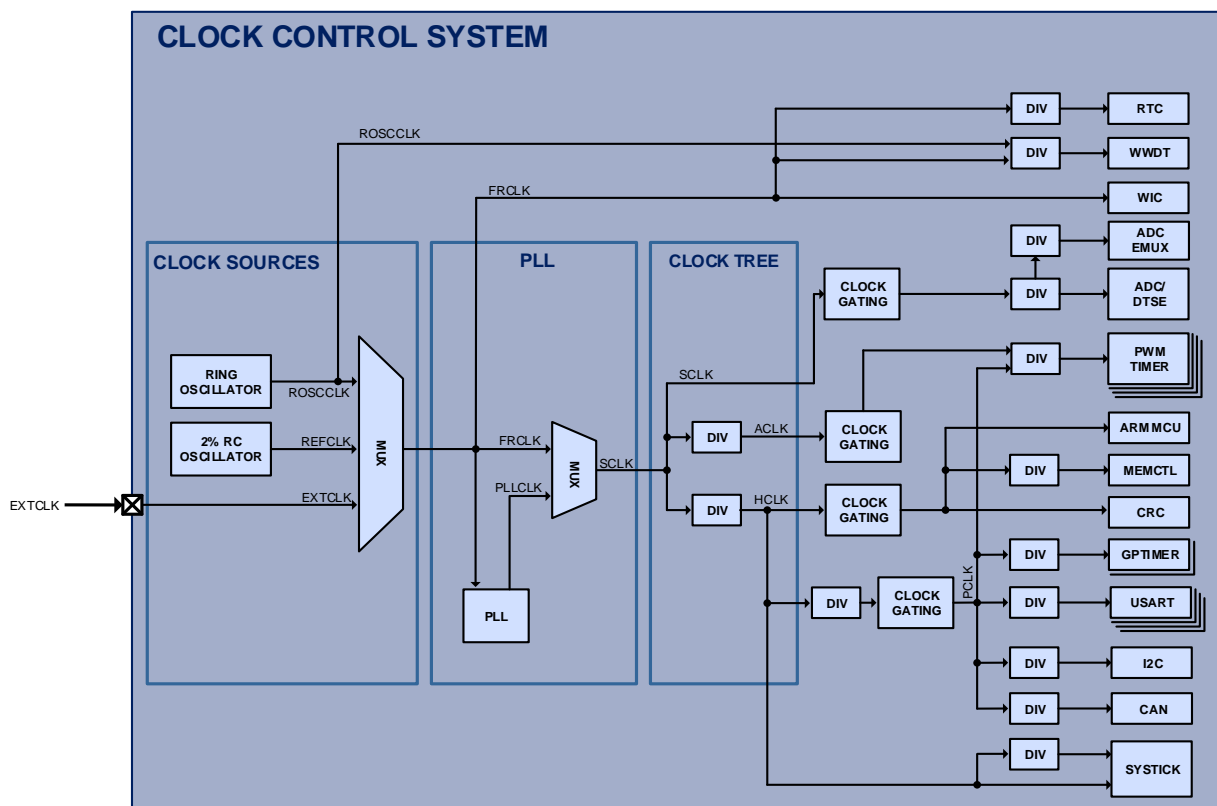 CLOCK CONTROL SYSTEM
DIV
RTC
ROSCCLK
DIV
WWDT
FRCLK
WIC
CLOCK SOURCES
PLL
CLOCK TREE
DIV
ADC
EMUX
CLOCK
GATING
DIV
ADC/
DTSE
RING
OSCILLATOR
ROSCCLK
SCLK
DIV
PWM
TIMER
2% RC
OSCILLATOR
REFCLK
MUX
FRCLK
MUX
SCLK
DIV
ACLK
CLOCK
GATING
ARM MCU
DIV
MEMCTL
EXTCLK
EXTCLK
PLLCLK
DIV
HCLK
CLOCK
GATING
CRC
DIV
GPTIMER
PLL
DIV
CLOCK
GATING
PCLK
DIV
USART
DIV
I2C
DIV
CAN
DIV
SYSTICK